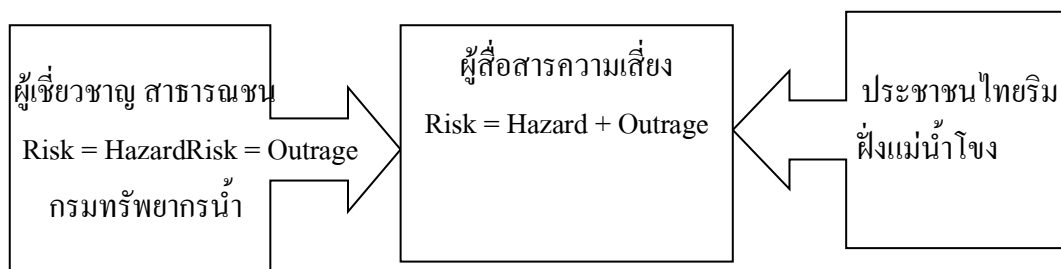 ผู้เชี่ยวชาญ สาธารณชน
Risk = HazardRisk = Outrage
กรมทรัพยากรน้ำ
ผู้สื่อสารความเสี่ยง
Risk = Hazard + Outrage
ประชาชนไทยริม
ฝั่งแม่น้ำโขง